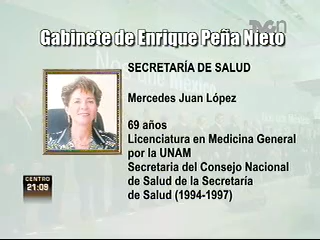 Gabinete de Enrique Peña Nieto
SECRETARÍA DE SALUD
Mercedes Juan López
69 años
Licenciatura en Medicina General
por la UNAM
Secretaria del Consejo Nacional
de Salud de la Secretaría
de Salud (1994-1997)
CENTRO
21:09